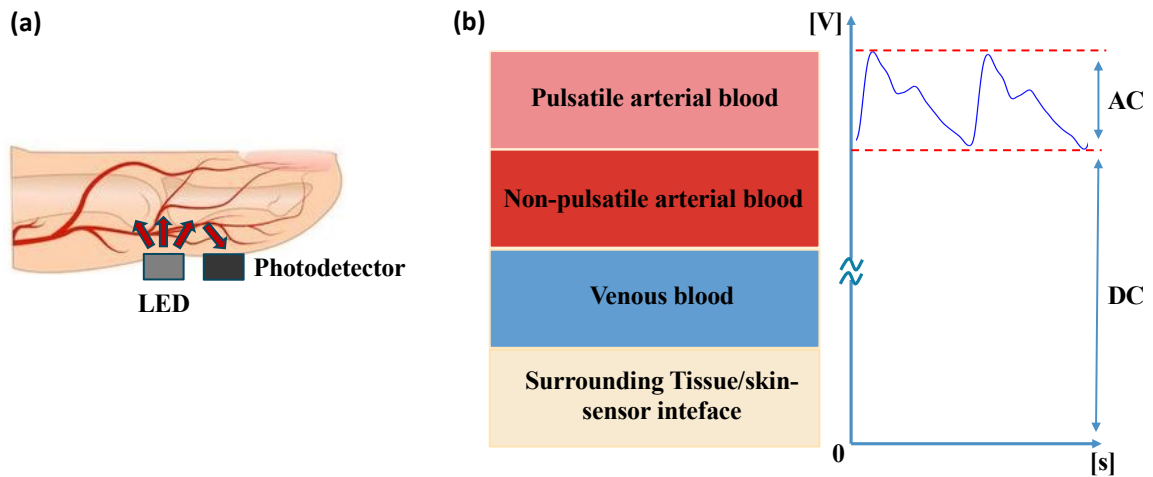 (a)
Photodetector
LED
(b)
Pulsatile arterial blood
Non-pulsatile arterial blood
Venous blood
Surrounding Tissue/skin-
sensor inteface
[V]
AC
DC
0
[s]